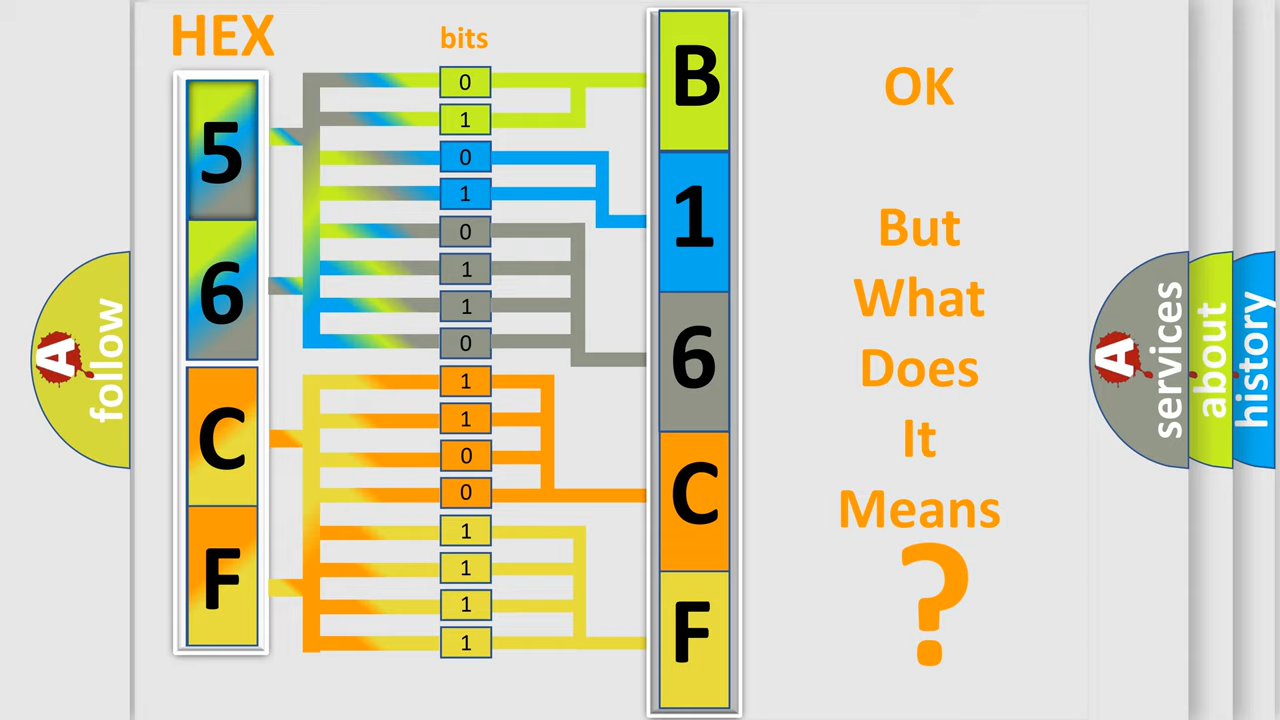 HEX
bits
5
6
C
F
0
1
0
1
0
1
1
0
1
1
0
0
1
1
1
1
B
1
6
C
F
OK
But
What
Does
It
Means
?
A
follow
A
services
about
history